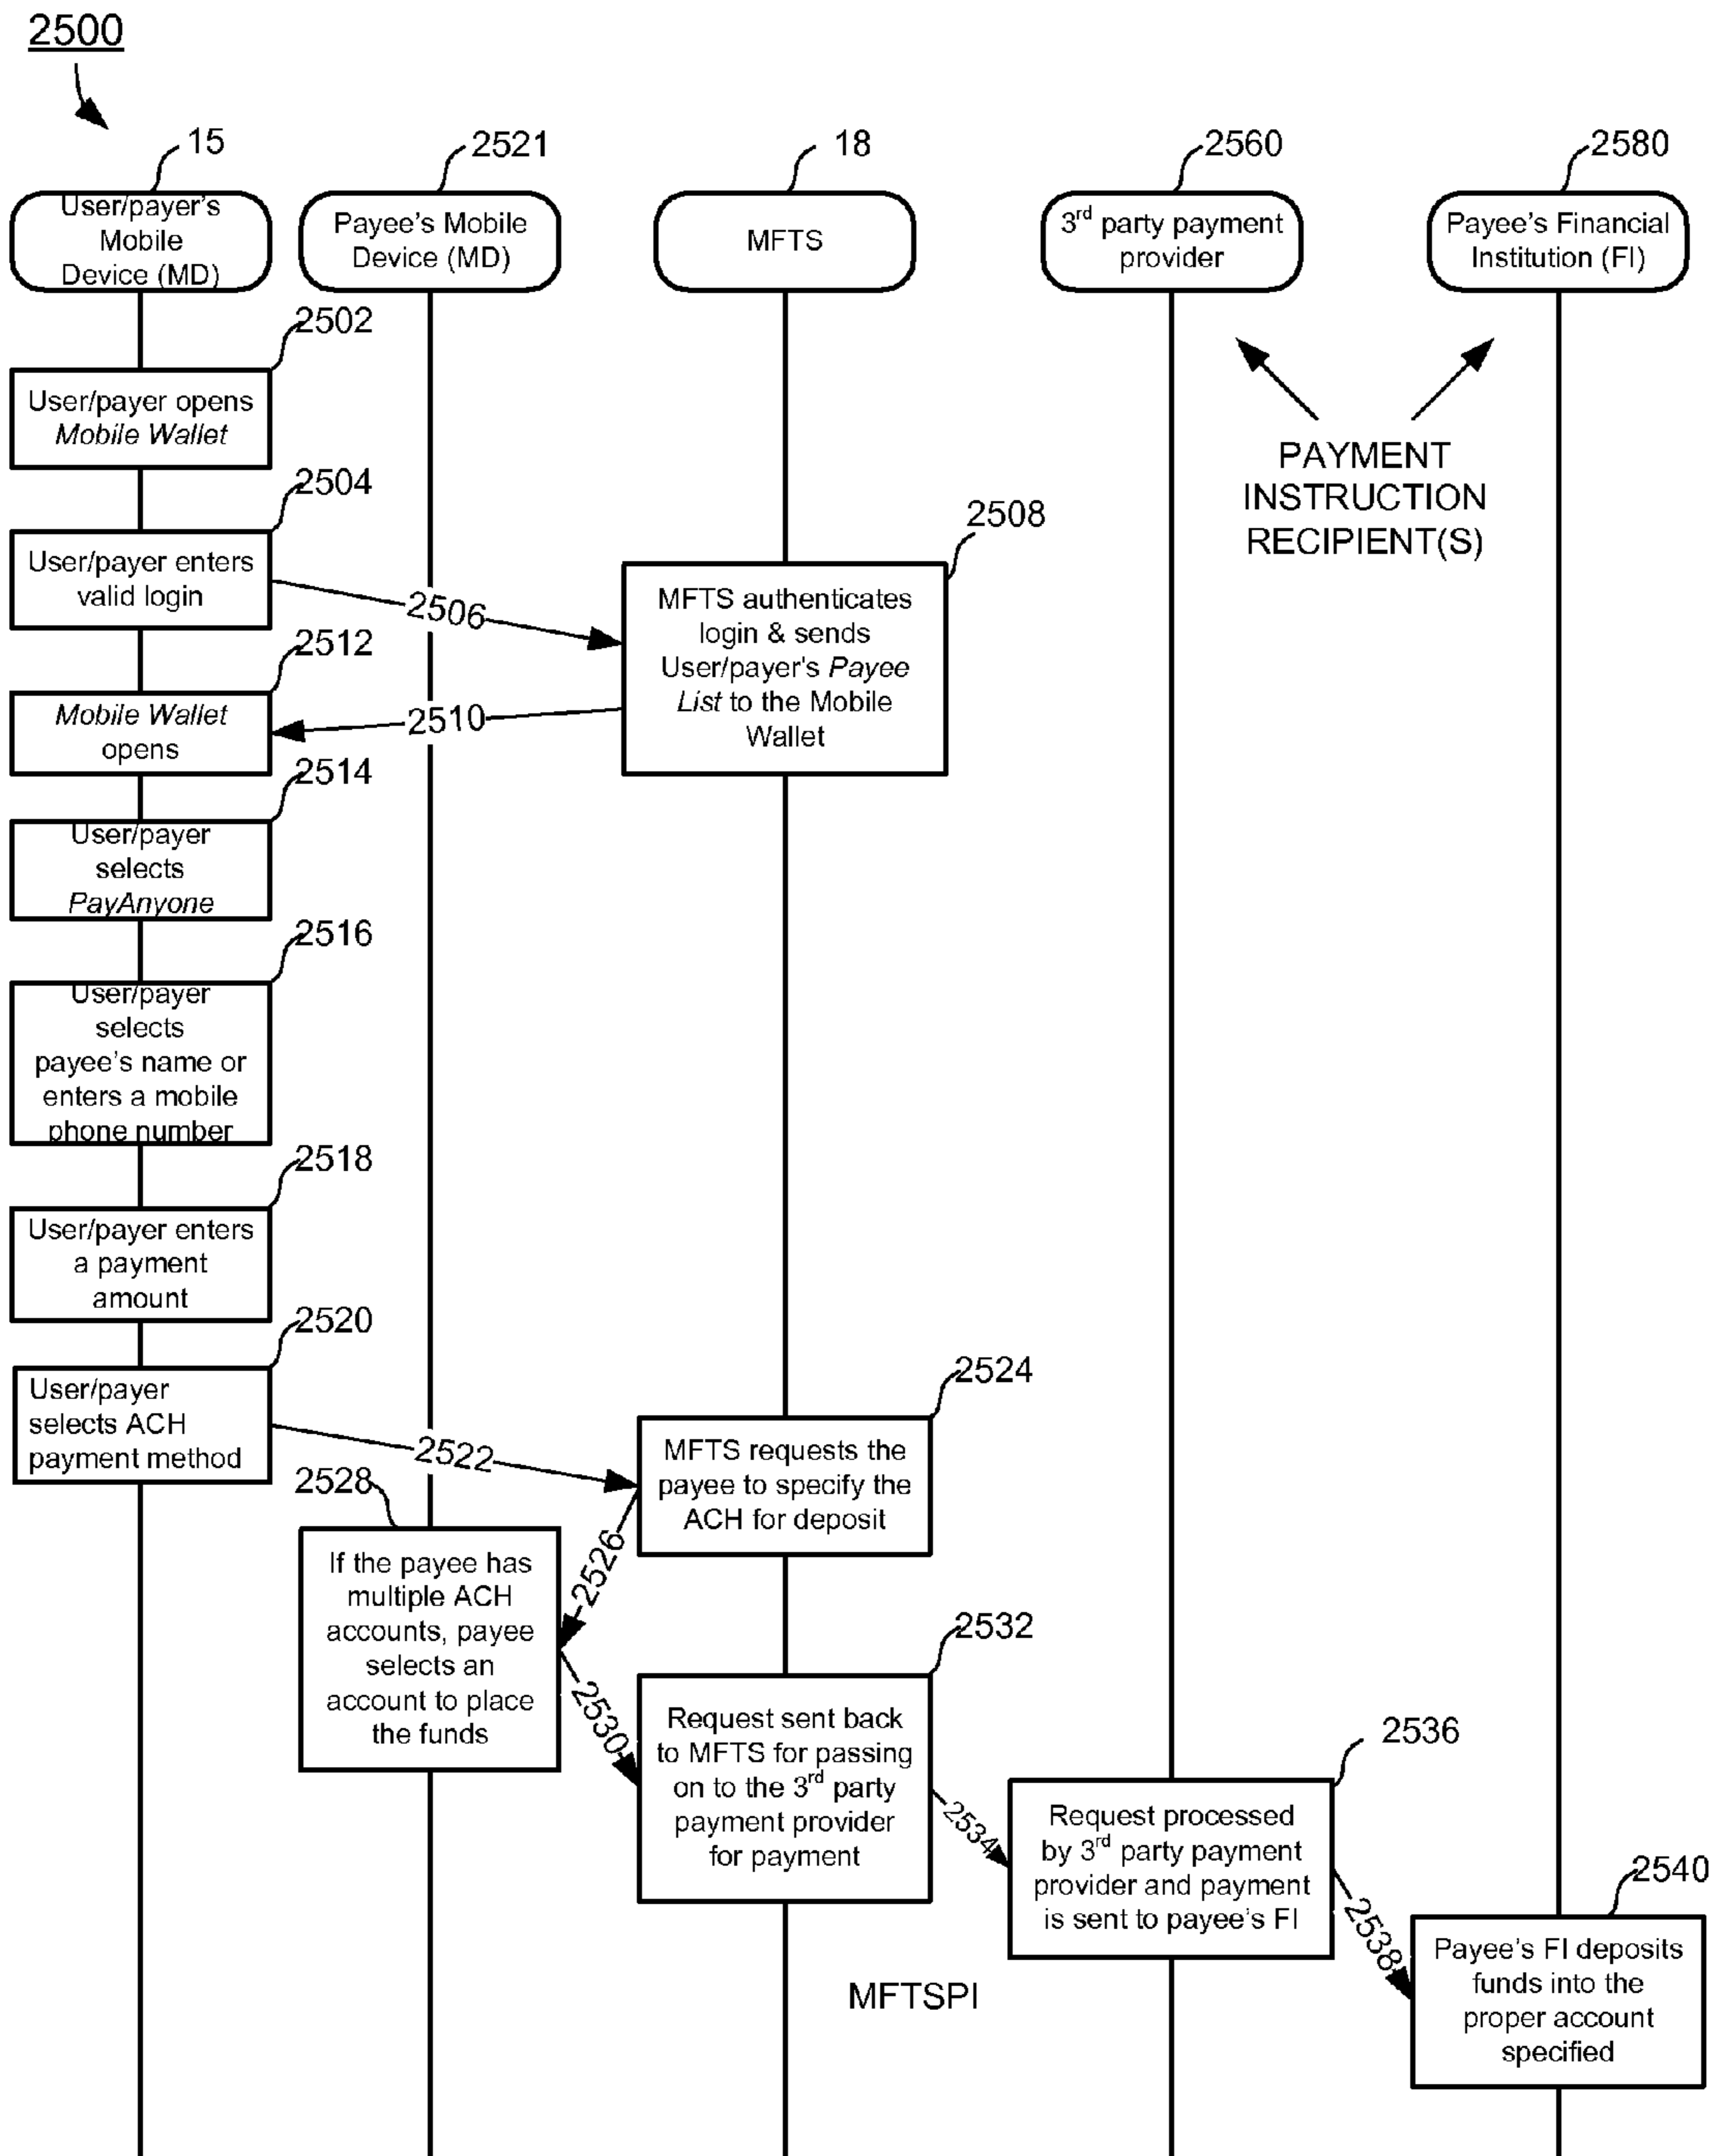 2500
15
2521
18
2560
2580
User/payer's
Mobile
Device (MD)
Payee's Mobile
Device (MD)
MFTS
3rd party payment
provider
Payee's Financial
Institution (FI)
2502
User/payer opens
Mobile Wallet
PAYMENT
INSTRUCTION
RECIPIENT(S)
2504
User/payer enters
valid login
2506
2508
MFTS authenticates
login & sends
User/payer's Payee
List to the Mobile
Wallet
2510
2512
Mobile Wallet
opens
2514
User/payer
selects
PayAnyone
2516
User/payer
selects
payee's name or
enters a mobile
phone number
2518
User/payer enters
a payment
amount
2520
User/payer
selects ACH
payment method
2522
2524
MFTS requests the
payee to specify the
ACH for deposit
2526
2528
If the payee has
multiple ACH
accounts, payee
selects an
account to place
the funds
2530
2532
Request sent back
to MFTS for passing
on to the 3rd party
payment provider
for payment
2534
2536
Request processed
by 3rd party payment
provider and payment
is sent to payee's FI
2538
2540
Payee's FI deposits
funds into the
proper account
specified
MFTSPI